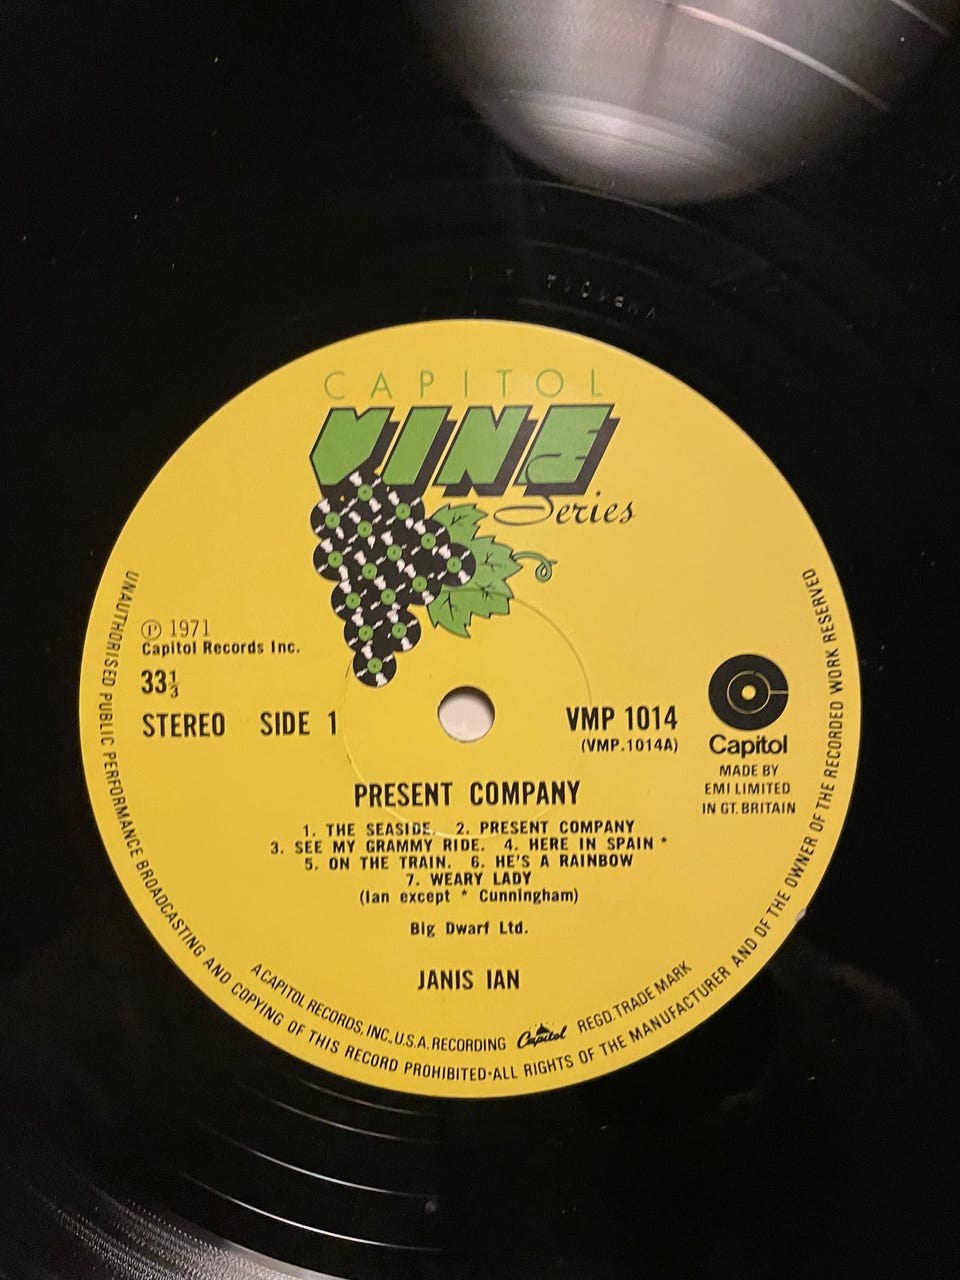 CAPITOL
VINE
Series
℗ 1971
Capitol Records Inc.
33⅓
STEREO SIDE 1
VMP 1014
(VMP.1014A)
Capitol
MADE BY
EMI LIMITED
IN GT. BRITAIN
PRESENT COMPANY
1. THE SEASIDE. 2. PRESENT COMPANY
3. SEE MY GRAMMY RIDE. 4. HERE IN SPAIN *
5. ON THE TRAIN. 6. HE'S A RAINBOW
7. WEARY LADY
(Ian except * Cunningham)
Big Dwarf Ltd.
JANIS IAN
A CAPITOL RECORDS, INC., U.S.A. RECORDING Capitol REGD. TRADE MARK
UNAUTHORISED PUBLIC PERFORMANCE BROADCASTING AND COPYING OF THIS RECORD PROHIBITED·ALL RIGHTS OF THE MANUFACTURER AND OF THE OWNER OF THE RECORDED WORK RESERVED